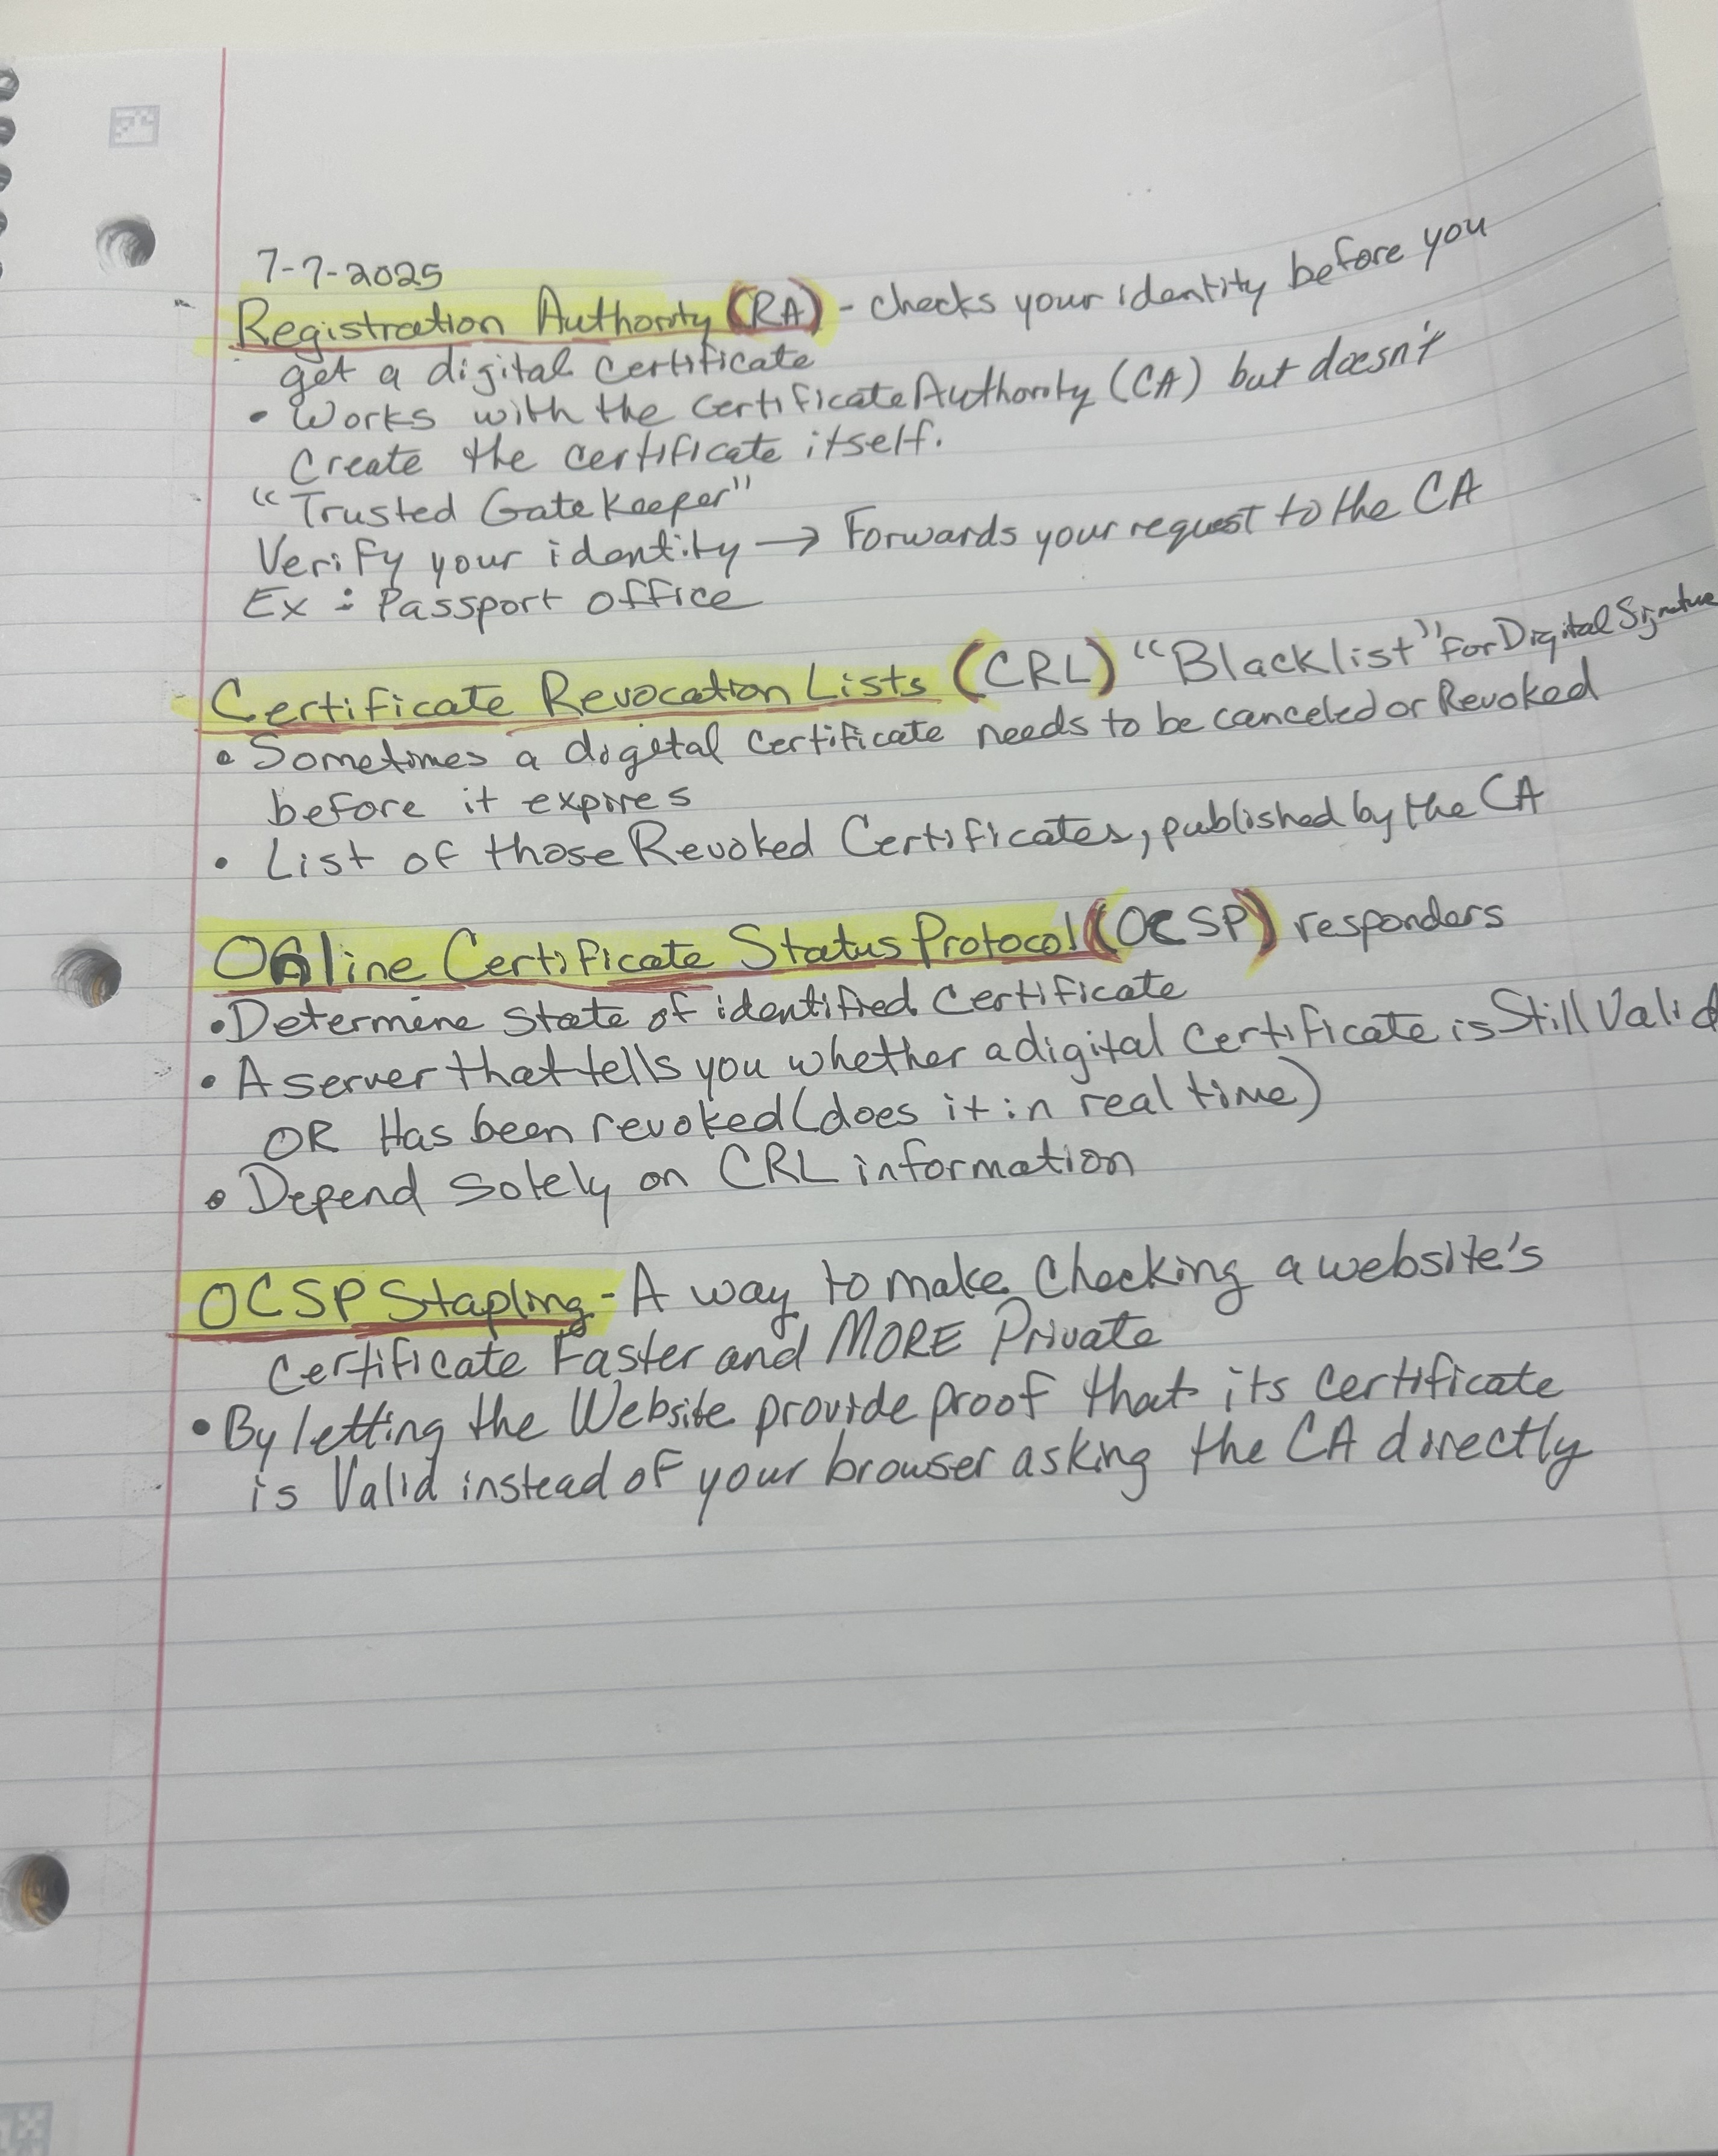 7-7-2025
Registration Authority (RA) - checks your identity before you
get a digital certificate
• Works with the Certificate Authority (CA) but doesn't
Create the certificate itself.
"Trusted Gate Keeper"
Verify your identity → Forwards your request to the CA
Ex: Passport office
Certificate Revocation Lists (CRL) "Blacklist" for Digital Signature
• Sometimes a digital certificate needs to be canceled or Revoked
before it expires
• List of those Revoked Certificates, published by the CA
Online Certificate Status Protocol (OCSP) responders
• Determine State of identified Certificate
• A server that tells you whether a digital Certificate is Still Valid
OR Has been revoked (does it in real time)
• Depend solely on CRL information
OCSP Stapling - A way to make Checking a website's
Certificate Faster and MORE Private
• By letting the Website provide proof that its certificate
is Valid instead of your browser asking the CA directly